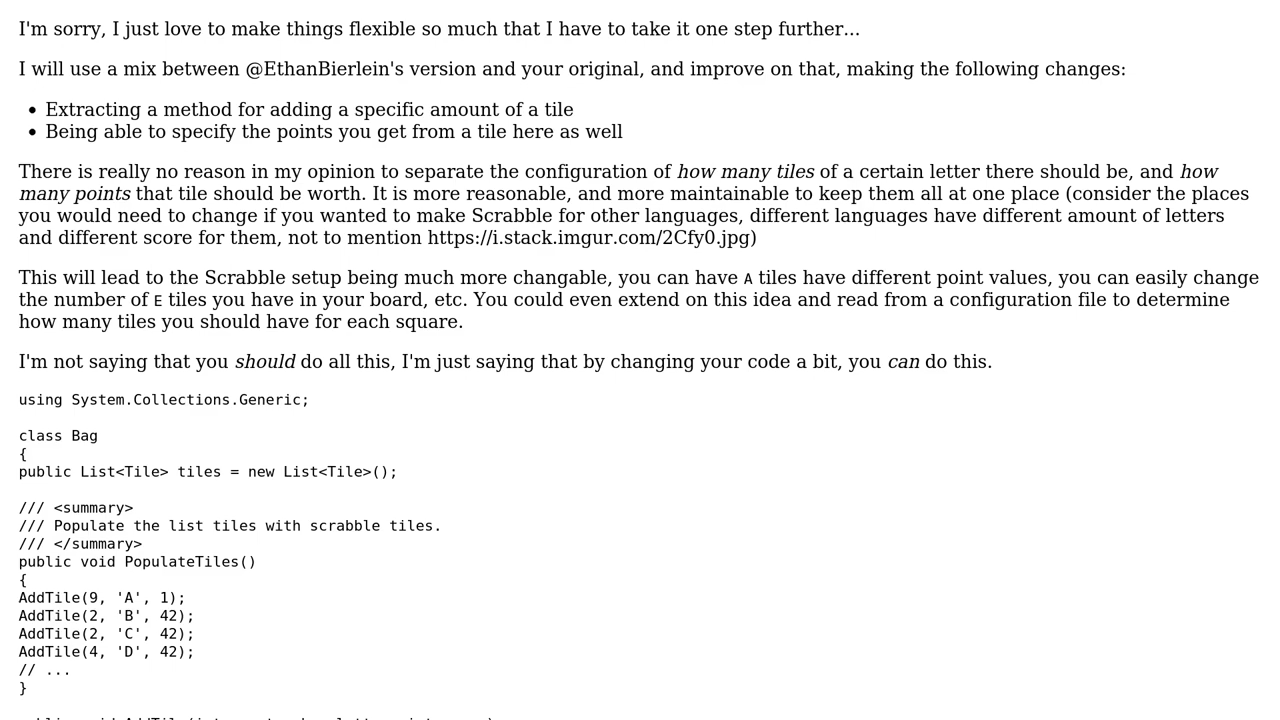 I'm sorry, I just love to make things flexible so much that I have to take it one step further...
I will use a mix between @EthanBierlein's version and your original, and improve on that, making the following changes:
• Extracting a method for adding a specific amount of a tile
• Being able to specify the points you get from a tile here as well
There is really no reason in my opinion to separate the configuration of how many tiles of a certain letter there should be, and how
many points that tile should be worth. It is more reasonable, and more maintainable to keep them all at one place (consider the places
you would need to change if you wanted to make Scrabble for other languages, different languages have different amount of letters
and different score for them, not to mention https://i.stack.imgur.com/2Cfy0.jpg)
This will lead to the Scrabble setup being much more changable, you can have A tiles have different point values, you can easily change
the number of E tiles you have in your board, etc. You could even extend on this idea and read from a configuration file to determine
how many tiles you should have for each square.
I'm not saying that you should do all this, I'm just saying that by changing your code a bit, you can do this.
using System.Collections.Generic;
class Bag
{
public List<Tile> tiles = new List<Tile>();
/// <summary>
/// Populate the list tiles with scrabble tiles.
/// </summary>
public void PopulateTiles()
{
AddTile(9, 'A', 1);
AddTile(2, 'B', 42);
AddTile(2, 'C', 42);
AddTile(4, 'D', 42);
// ...
}